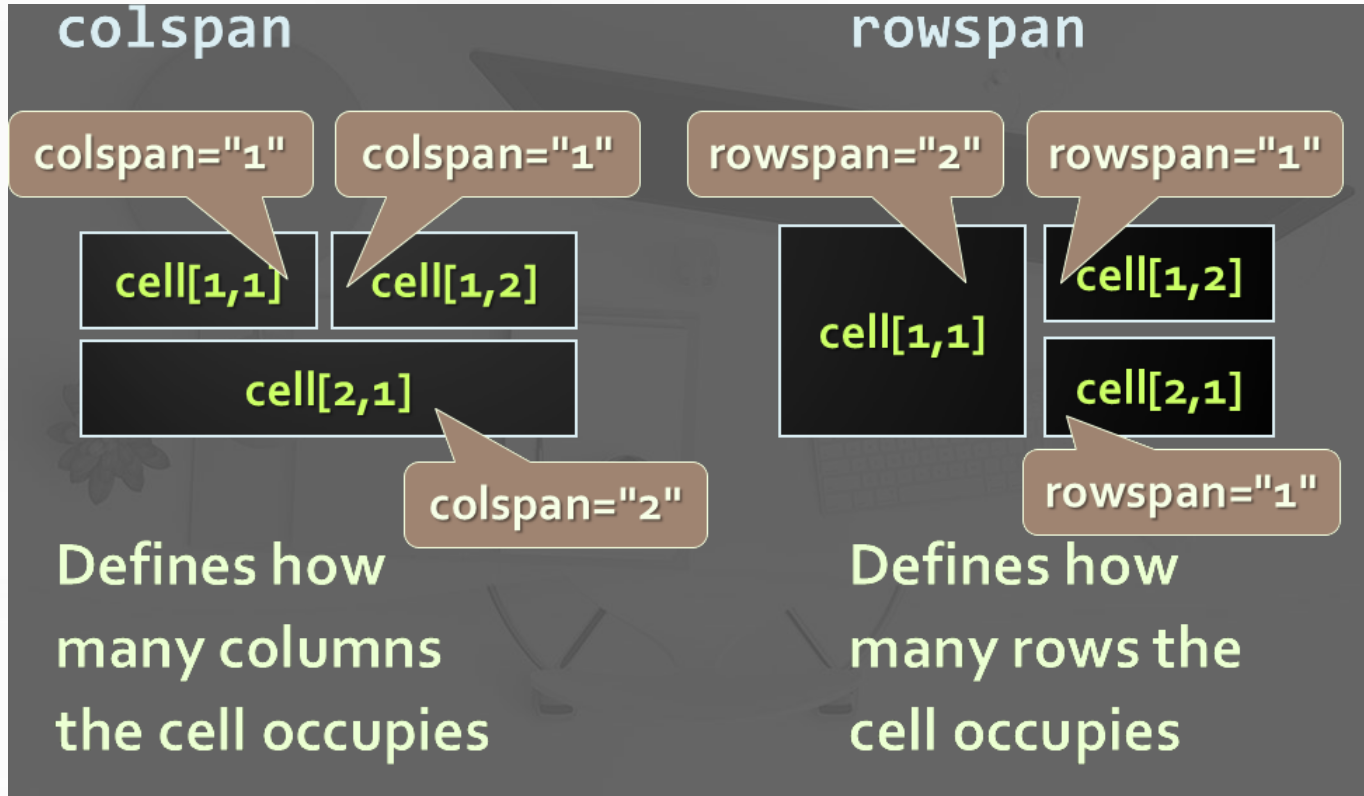 colspan
colspan="1"
colspan="1"
cell[1,1]
cell[1,2]
cell[2,1]
colspan="2"
Defines how
many columns
the cell occupies
rowspan
rowspan="2"
rowspan="1"
cell[1,1]
cell[1,2]
cell[2,1]
rowspan="1"
Defines how
many rows the
cell occupies